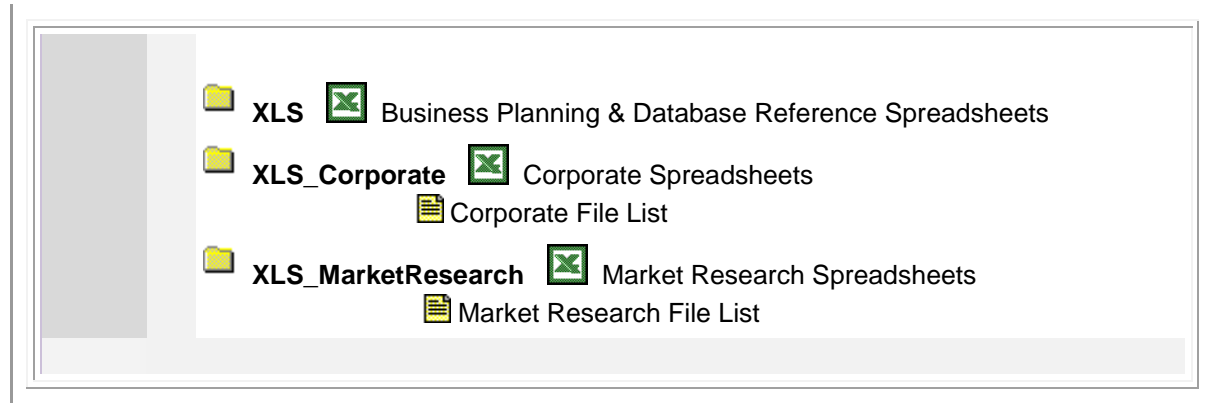 XLS Business Planning & Database Reference Spreadsheets
XLS_Corporate Corporate Spreadsheets
Corporate File List
XLS_MarketResearch Market Research Spreadsheets
Market Research File List